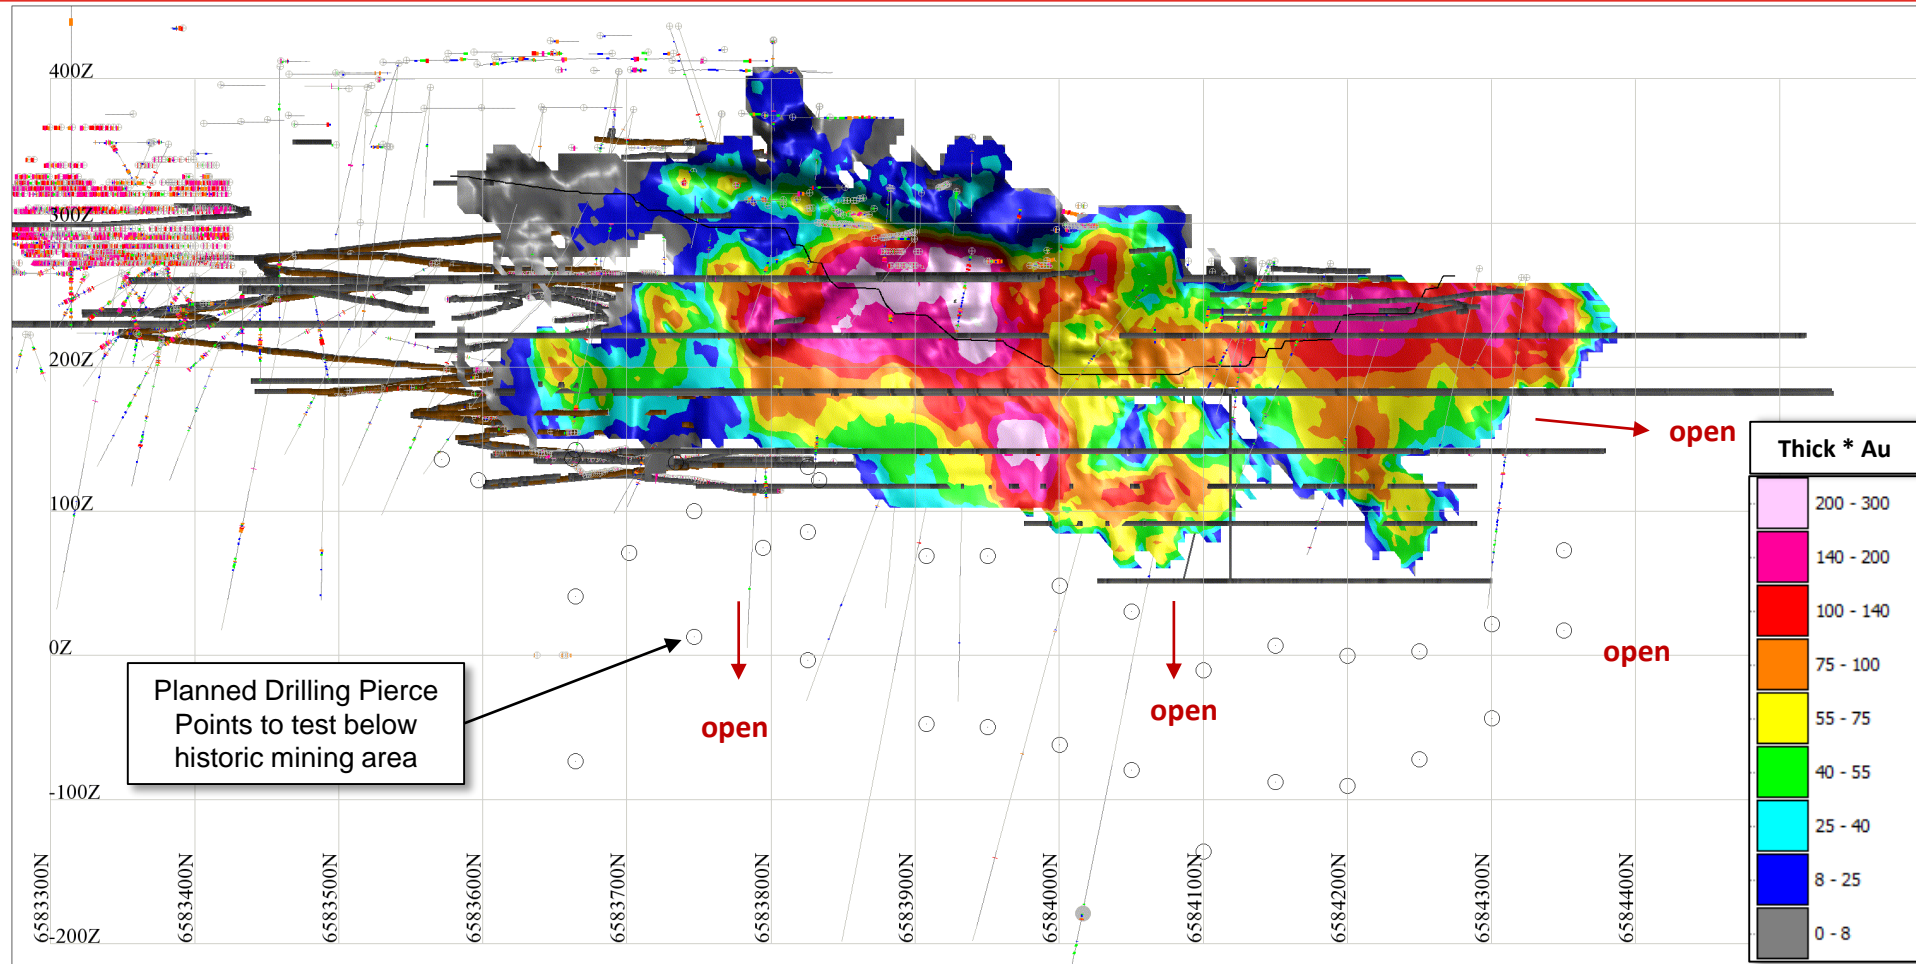 400Z
300Z
200Z
100Z
0Z
-100Z
-200Z
6583300N
6583400N
6583500N
6583600N
6583700N
6583800N
6583900N
6584000N
6584100N
6584200N
6584300N
6584400N
Planned Drilling Pierce
Points to test below
historic mining area
open
open
open
open
Thick * Au
200 - 300
140 - 200
100 - 140
75 - 100
55 - 75
40 - 55
25 - 40
8 - 25
0 - 8